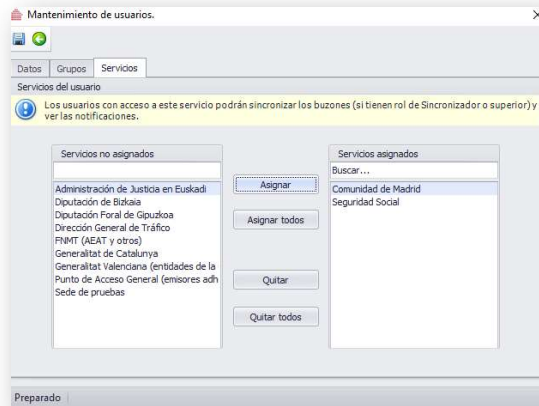 Mantenimiento de usuarios.
Datos Grupos Servicios
Servicios del usuario
Los usuarios con acceso a este servicio podrán sincronizar los buzones (si tienen rol de Sincronizador o superior) y
ver las notificaciones.
Servicios no asignados
Administración de Justicia en Euskadi
Diputación de Bizkaia
Diputación Foral de Gipuzkoa
Dirección General de Tráfico
FNMT (AEAT y otros)
Generalitat de Catalunya
Generalitat Valenciana (entidades de la
Punto de Acceso General (emisores adh
Sede de pruebas
Asignar
Asignar todos
Quitar
Quitar todos
Servicios asignados
Buscar...
Comunidad de Madrid
Seguridad Social
Preparado